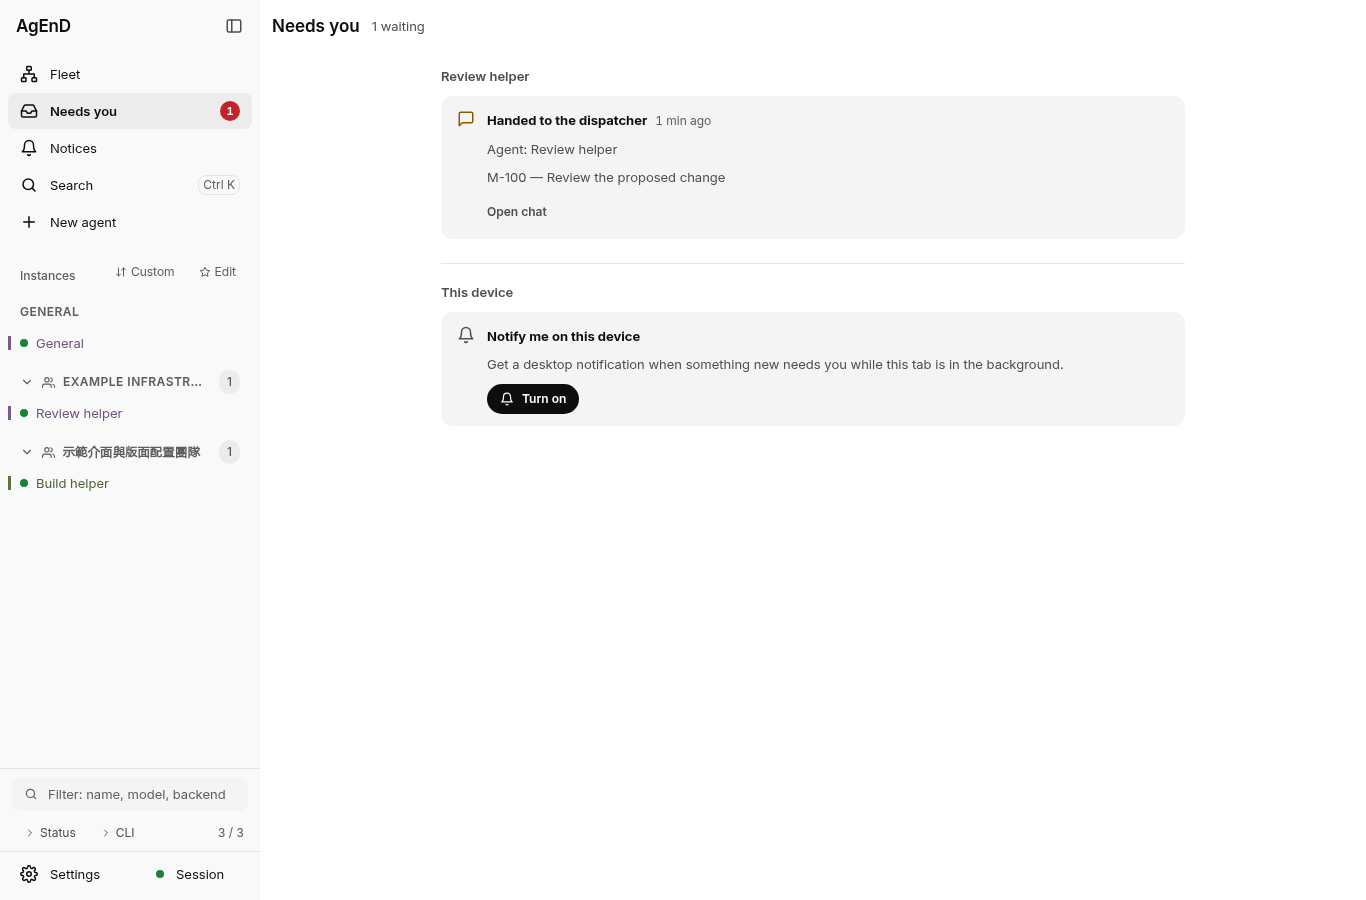 AgEnD
Fleet
Needs you 1
Notices
Search Ctrl K
New agent
Instances Custom Edit
GENERAL
General
EXAMPLE INFRASTR... 1
Review helper
示範介面與版面配置團隊 1
Build helper
Filter: name, model, backend
Status CLI 3 / 3
Settings Session
Needs you 1 waiting
Review helper
Handed to the dispatcher 1 min ago
Agent: Review helper
M-100 — Review the proposed change
Open chat
This device
Notify me on this device
Get a desktop notification when something new needs you while this tab is in the background.
Turn on